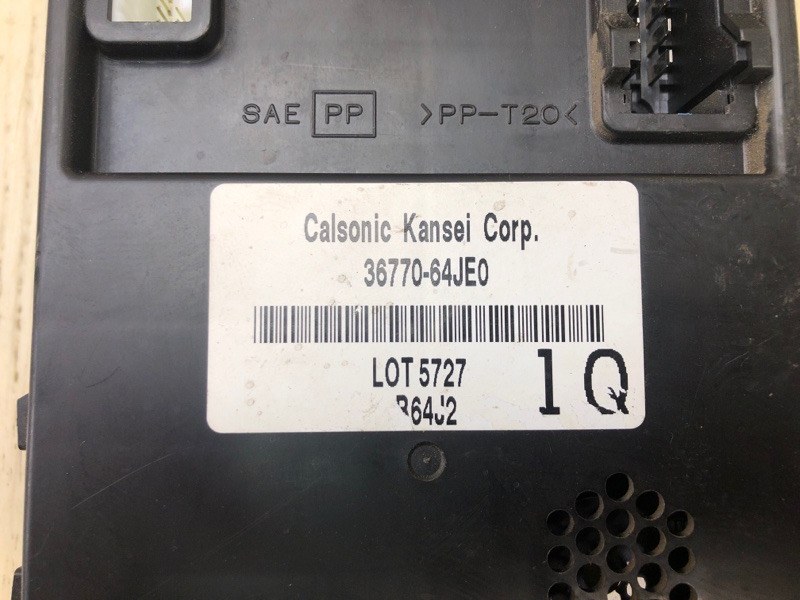 SAE PP >PP-T20<
Calsonic Kansei Corp.
36770-64JE0
LOT 5727
1Q